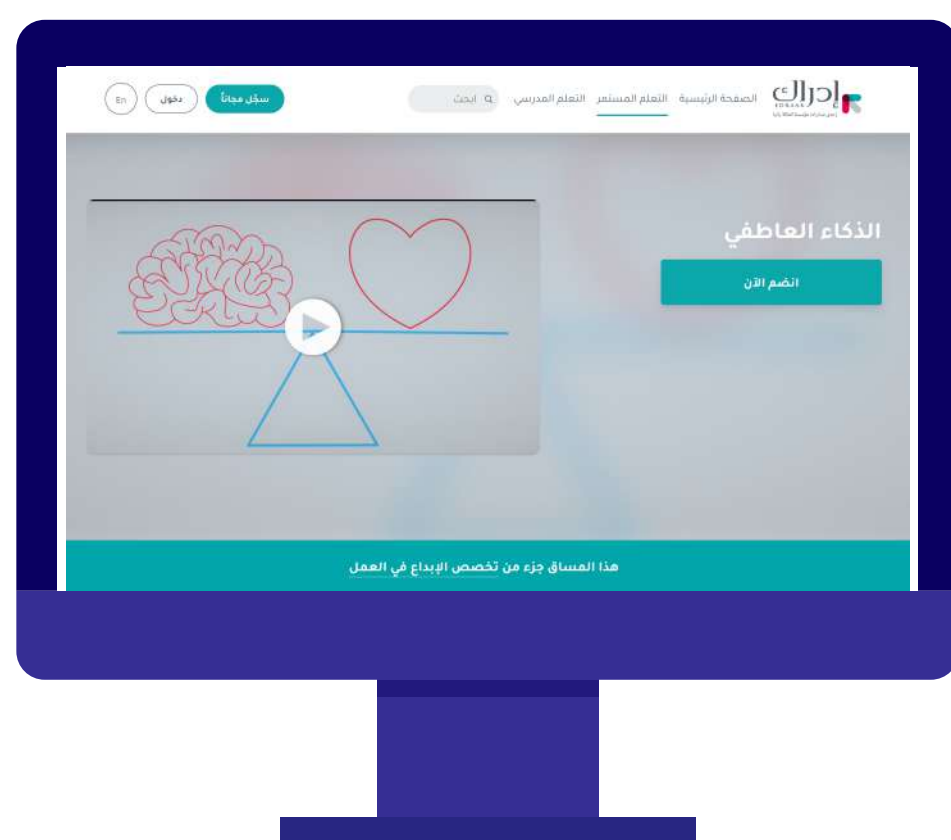 إدراك
EDRAAK
الصفحة الرئيسية
التعلم المستمر
التعلم المدرسي
ابحث
سجّل مجاناً
دخول
En
الذكاء العاطفي
انضم الآن
هذا المساق جزء من تخصص الإبداع في العمل